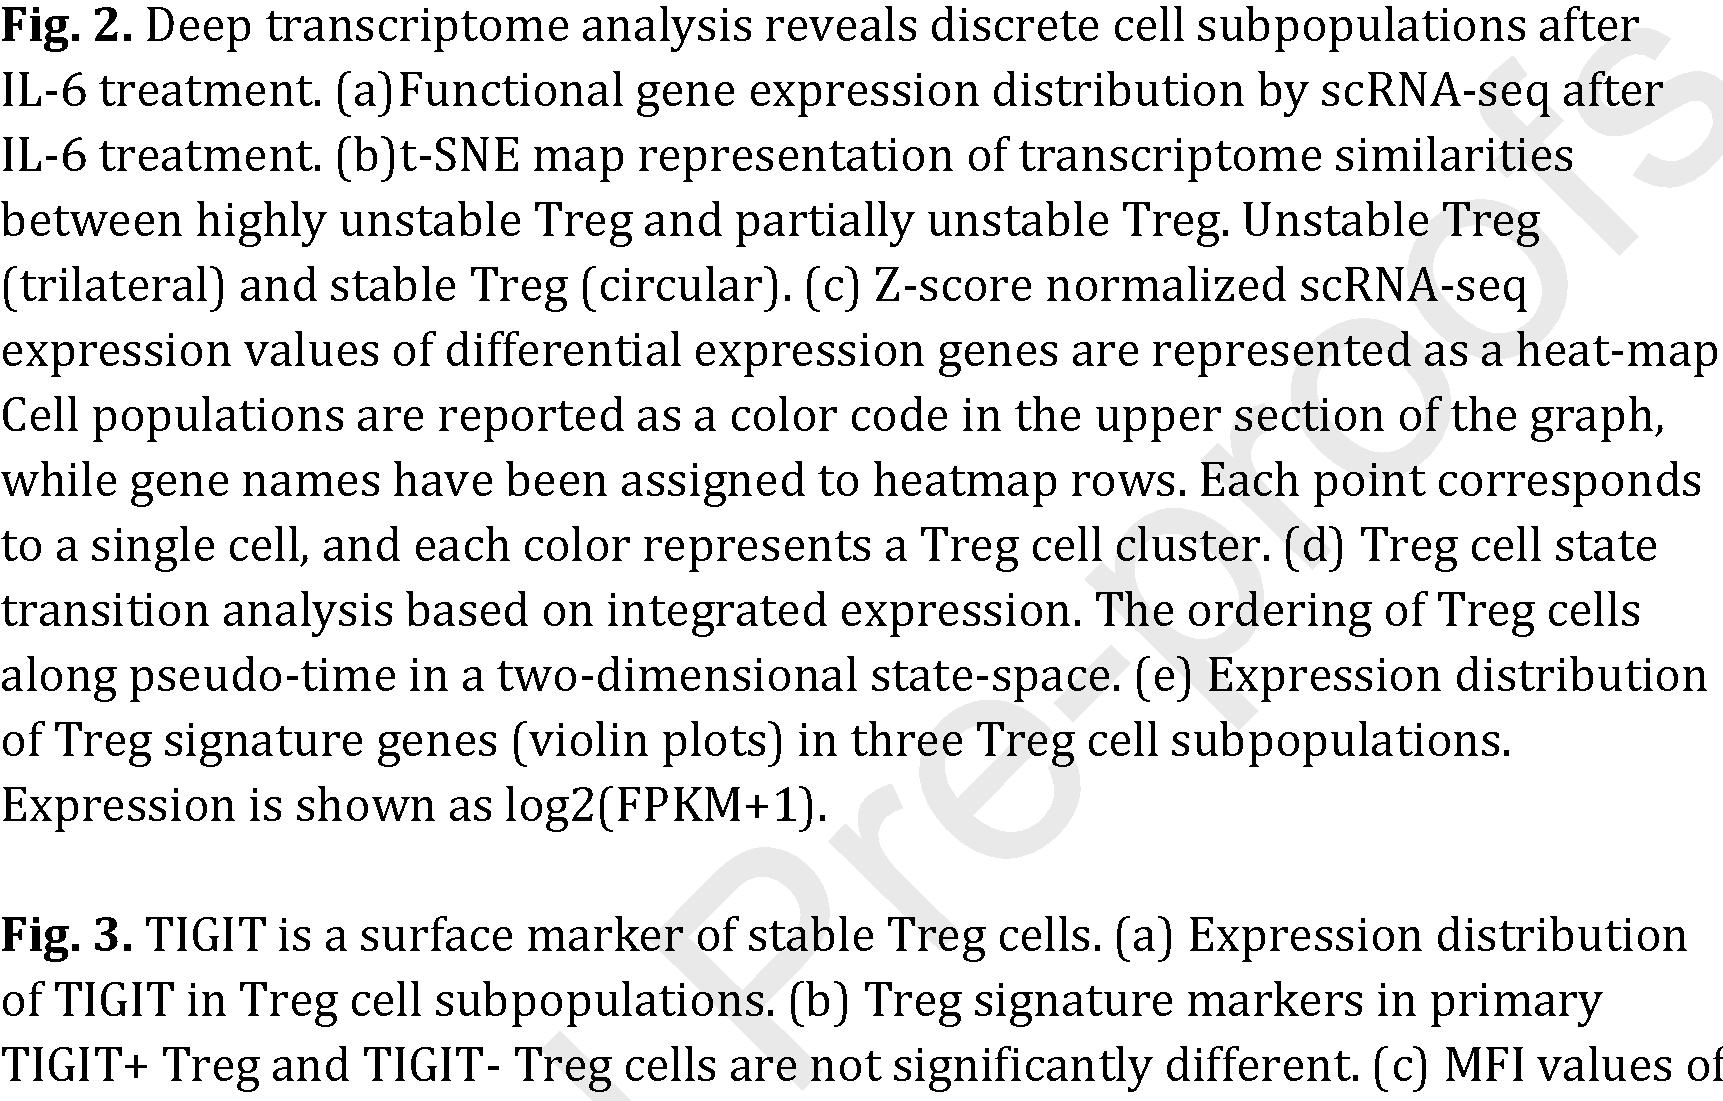 Fig. 2. Deep transcriptome analysis reveals discrete cell subpopulations after
IL-6 treatment. (a)Functional gene expression distribution by scRNA-seq after
IL-6 treatment. (b)t-SNE map representation of transcriptome similarities
between highly unstable Treg and partially unstable Treg. Unstable Treg
(trilateral) and stable Treg (circular). (c) Z-score normalized scRNA-seq
expression values of differential expression genes are represented as a heat-map
Cell populations are reported as a color code in the upper section of the graph,
while gene names have been assigned to heatmap rows. Each point corresponds
to a single cell, and each color represents a Treg cell cluster. (d) Treg cell state
transition analysis based on integrated expression. The ordering of Treg cells
along pseudo-time in a two-dimensional state-space. (e) Expression distribution
of Treg signature genes (violin plots) in three Treg cell subpopulations.
Expression is shown as log2(FPKM+1).
Fig. 3. TIGIT is a surface marker of stable Treg cells. (a) Expression distribution
of TIGIT in Treg cell subpopulations. (b) Treg signature markers in primary
TIGIT+ Treg and TIGIT- Treg cells are not significantly different. (c) MFI values of
Pre-proofs